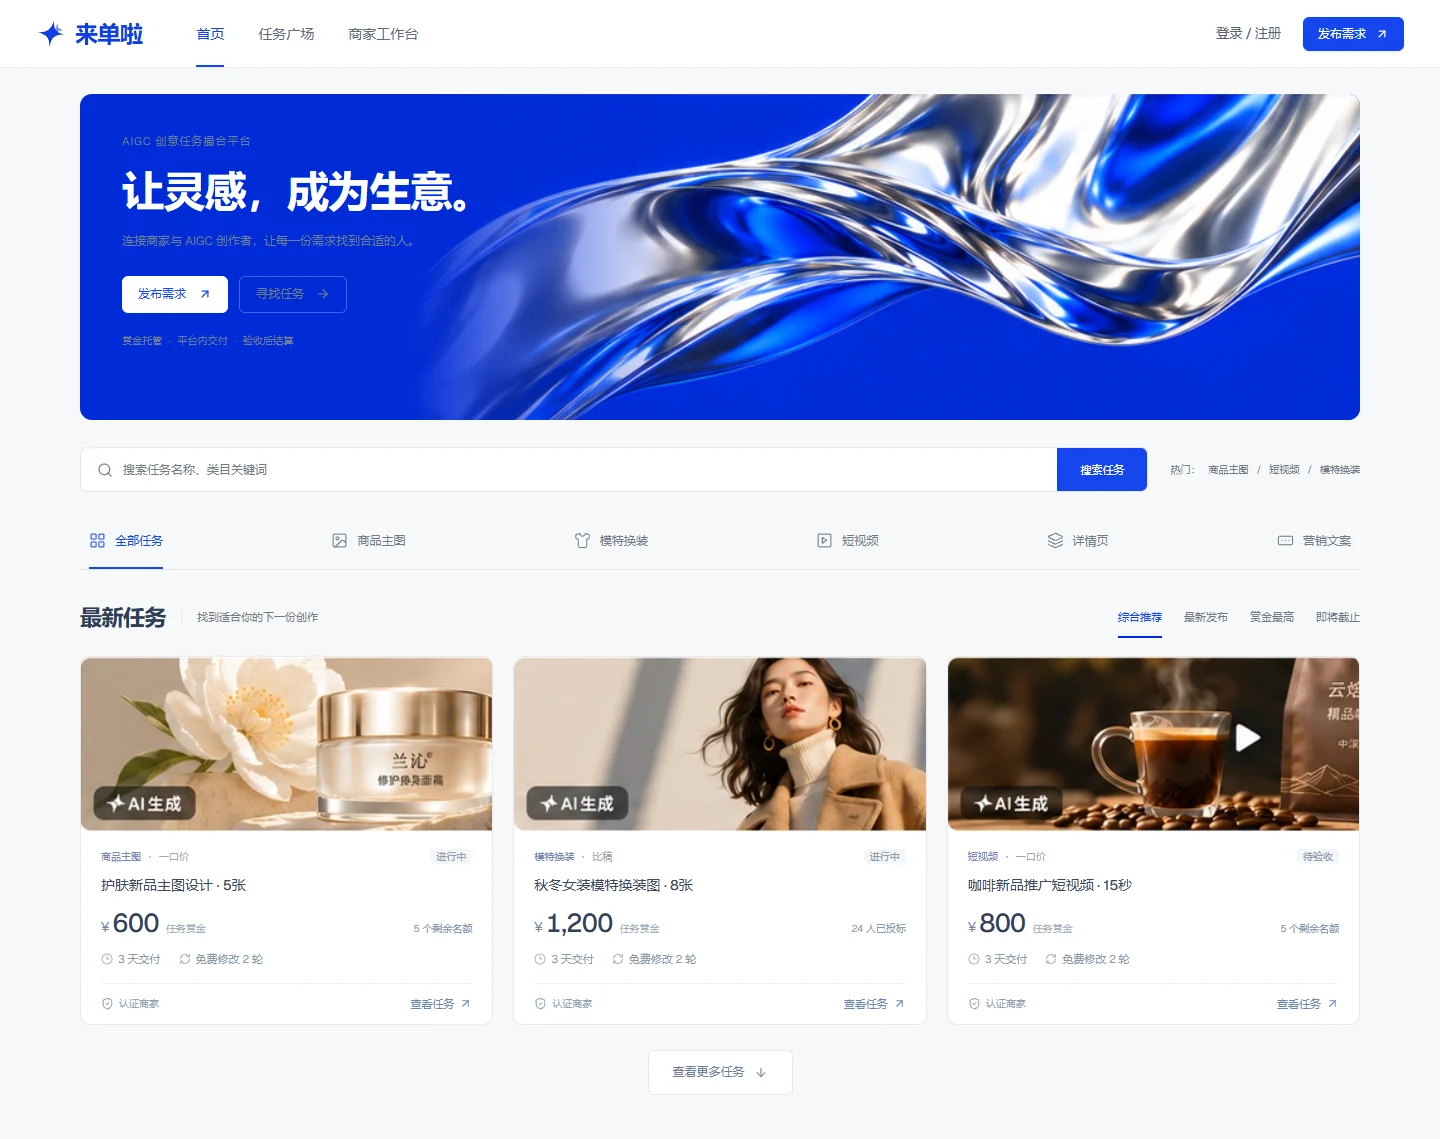 来单啦
首页 任务广场 商家工作台 登录 / 注册 发布需求
AIGC 创意任务撮合平台
让灵感，成为生意。
连接商家与 AIGC 创作者，让每一份需求找到合适的人。
发布需求 寻找任务
赏金托管 · 平台内交付 · 验收后结算
搜索任务名称、类目关键词 搜索任务 热门： 商品主图 / 短视频 / 模特换装
全部任务 商品主图 模特换装 短视频 详情页 营销文案
最新任务 找到适合你的下一份创作 综合推荐 最新发布 赏金最高 即将截止
兰沁
AI生成
商品主图 · 一口价 进行中
护肤新品主图设计 · 5张
¥ 600 任务赏金 5 个剩余名额
3 天交付 免费修改 2 轮
认证商家 查看任务
AI生成
模特换装 · 比稿 进行中
秋冬女装模特换装图 · 8张
¥ 1,200 任务赏金 24 人已投标
3 天交付 免费修改 2 轮
认证商家 查看任务
AI生成
短视频 · 一口价 待验收
咖啡新品推广短视频 · 15秒
¥ 800 任务赏金 5 个剩余名额
3 天交付 免费修改 2 轮
认证商家 查看任务
查看更多任务